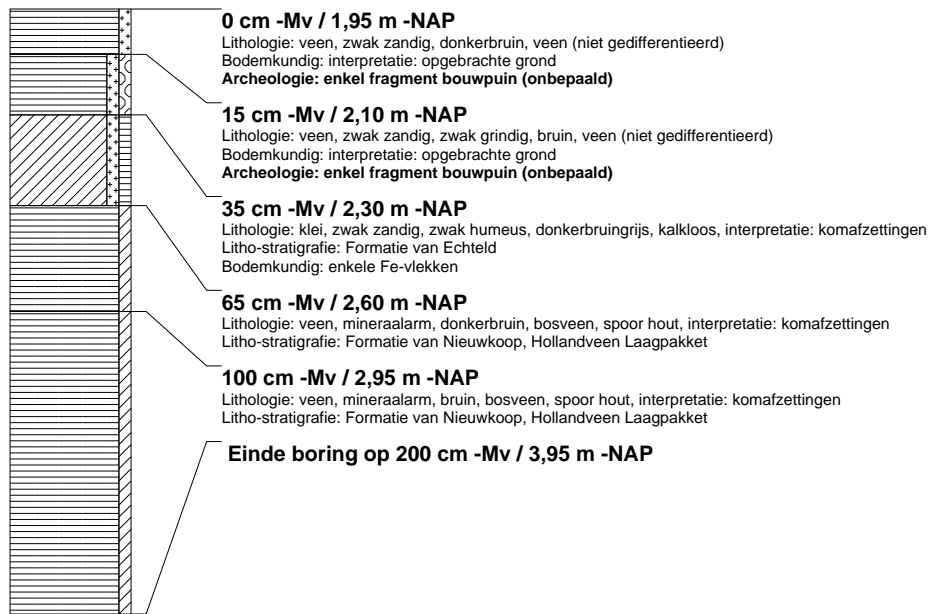 0 cm -Mv / 1,95 m -NAP
Lithologie: veen, zwak zandig, donkerbruin, veen (niet gedifferentieerd)
Bodemkundig: interpretatie: opgebrachte grond
Archeologie: enkel fragment bouwpuin (onbepaald)
15 cm -Mv / 2,10 m -NAP
Lithologie: veen, zwak zandig, zwak grindig, bruin, veen (niet gedifferentieerd)
Bodemkundig: interpretatie: opgebrachte grond
Archeologie: enkel fragment bouwpuin (onbepaald)
35 cm -Mv / 2,30 m -NAP
Lithologie: klei, zwak zandig, zwak humeus, donkerbruingrijs, kalkloos, interpretatie: komafzettingen
Litho-stratigrafie: Formatie van Echteld
Bodemkundig: enkele Fe-vlekken
65 cm -Mv / 2,60 m -NAP
Lithologie: veen, mineraalarm, donkerbruin, bosveen, spoor hout, interpretatie: komafzettingen
Litho-stratigrafie: Formatie van Nieuwkoop, Hollandveen Laagpakket
100 cm -Mv / 2,95 m -NAP
Lithologie: veen, mineraalarm, bruin, bosveen, spoor hout, interpretatie: komafzettingen
Litho-stratigrafie: Formatie van Nieuwkoop, Hollandveen Laagpakket
Einde boring op 200 cm -Mv / 3,95 m -NAP